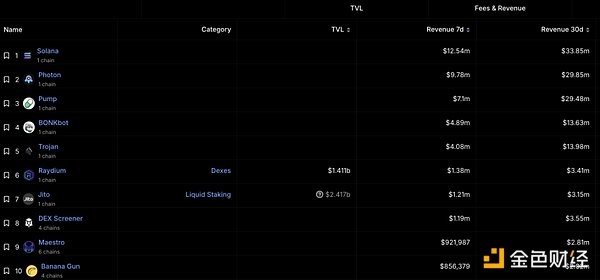 TVL Fees & Revenue
Name Category TVL Revenue 7d Revenue 30d
1 Solana $12.54m $33.85m
1 chain
2 Photon $9.78m $29.85m
1 chain
3 Pump $7.1m $29.48m
1 chain
4 BONKbot $4.89m $13.63m
1 chain
5 Trojan $4.08m $13.98m
1 chain
6 Raydium Dexes $1.411b $1.38m $3.41m
1 chain
7 Jito Liquid Staking $2.417b $1.21m $3.15m
1 chain
8 DEX Screener $1.19m $3.55m
4 chains
9 Maestro $921,987 $2.81m
6 chains
10 Banana Gun $856,379
4 chains
金色财经